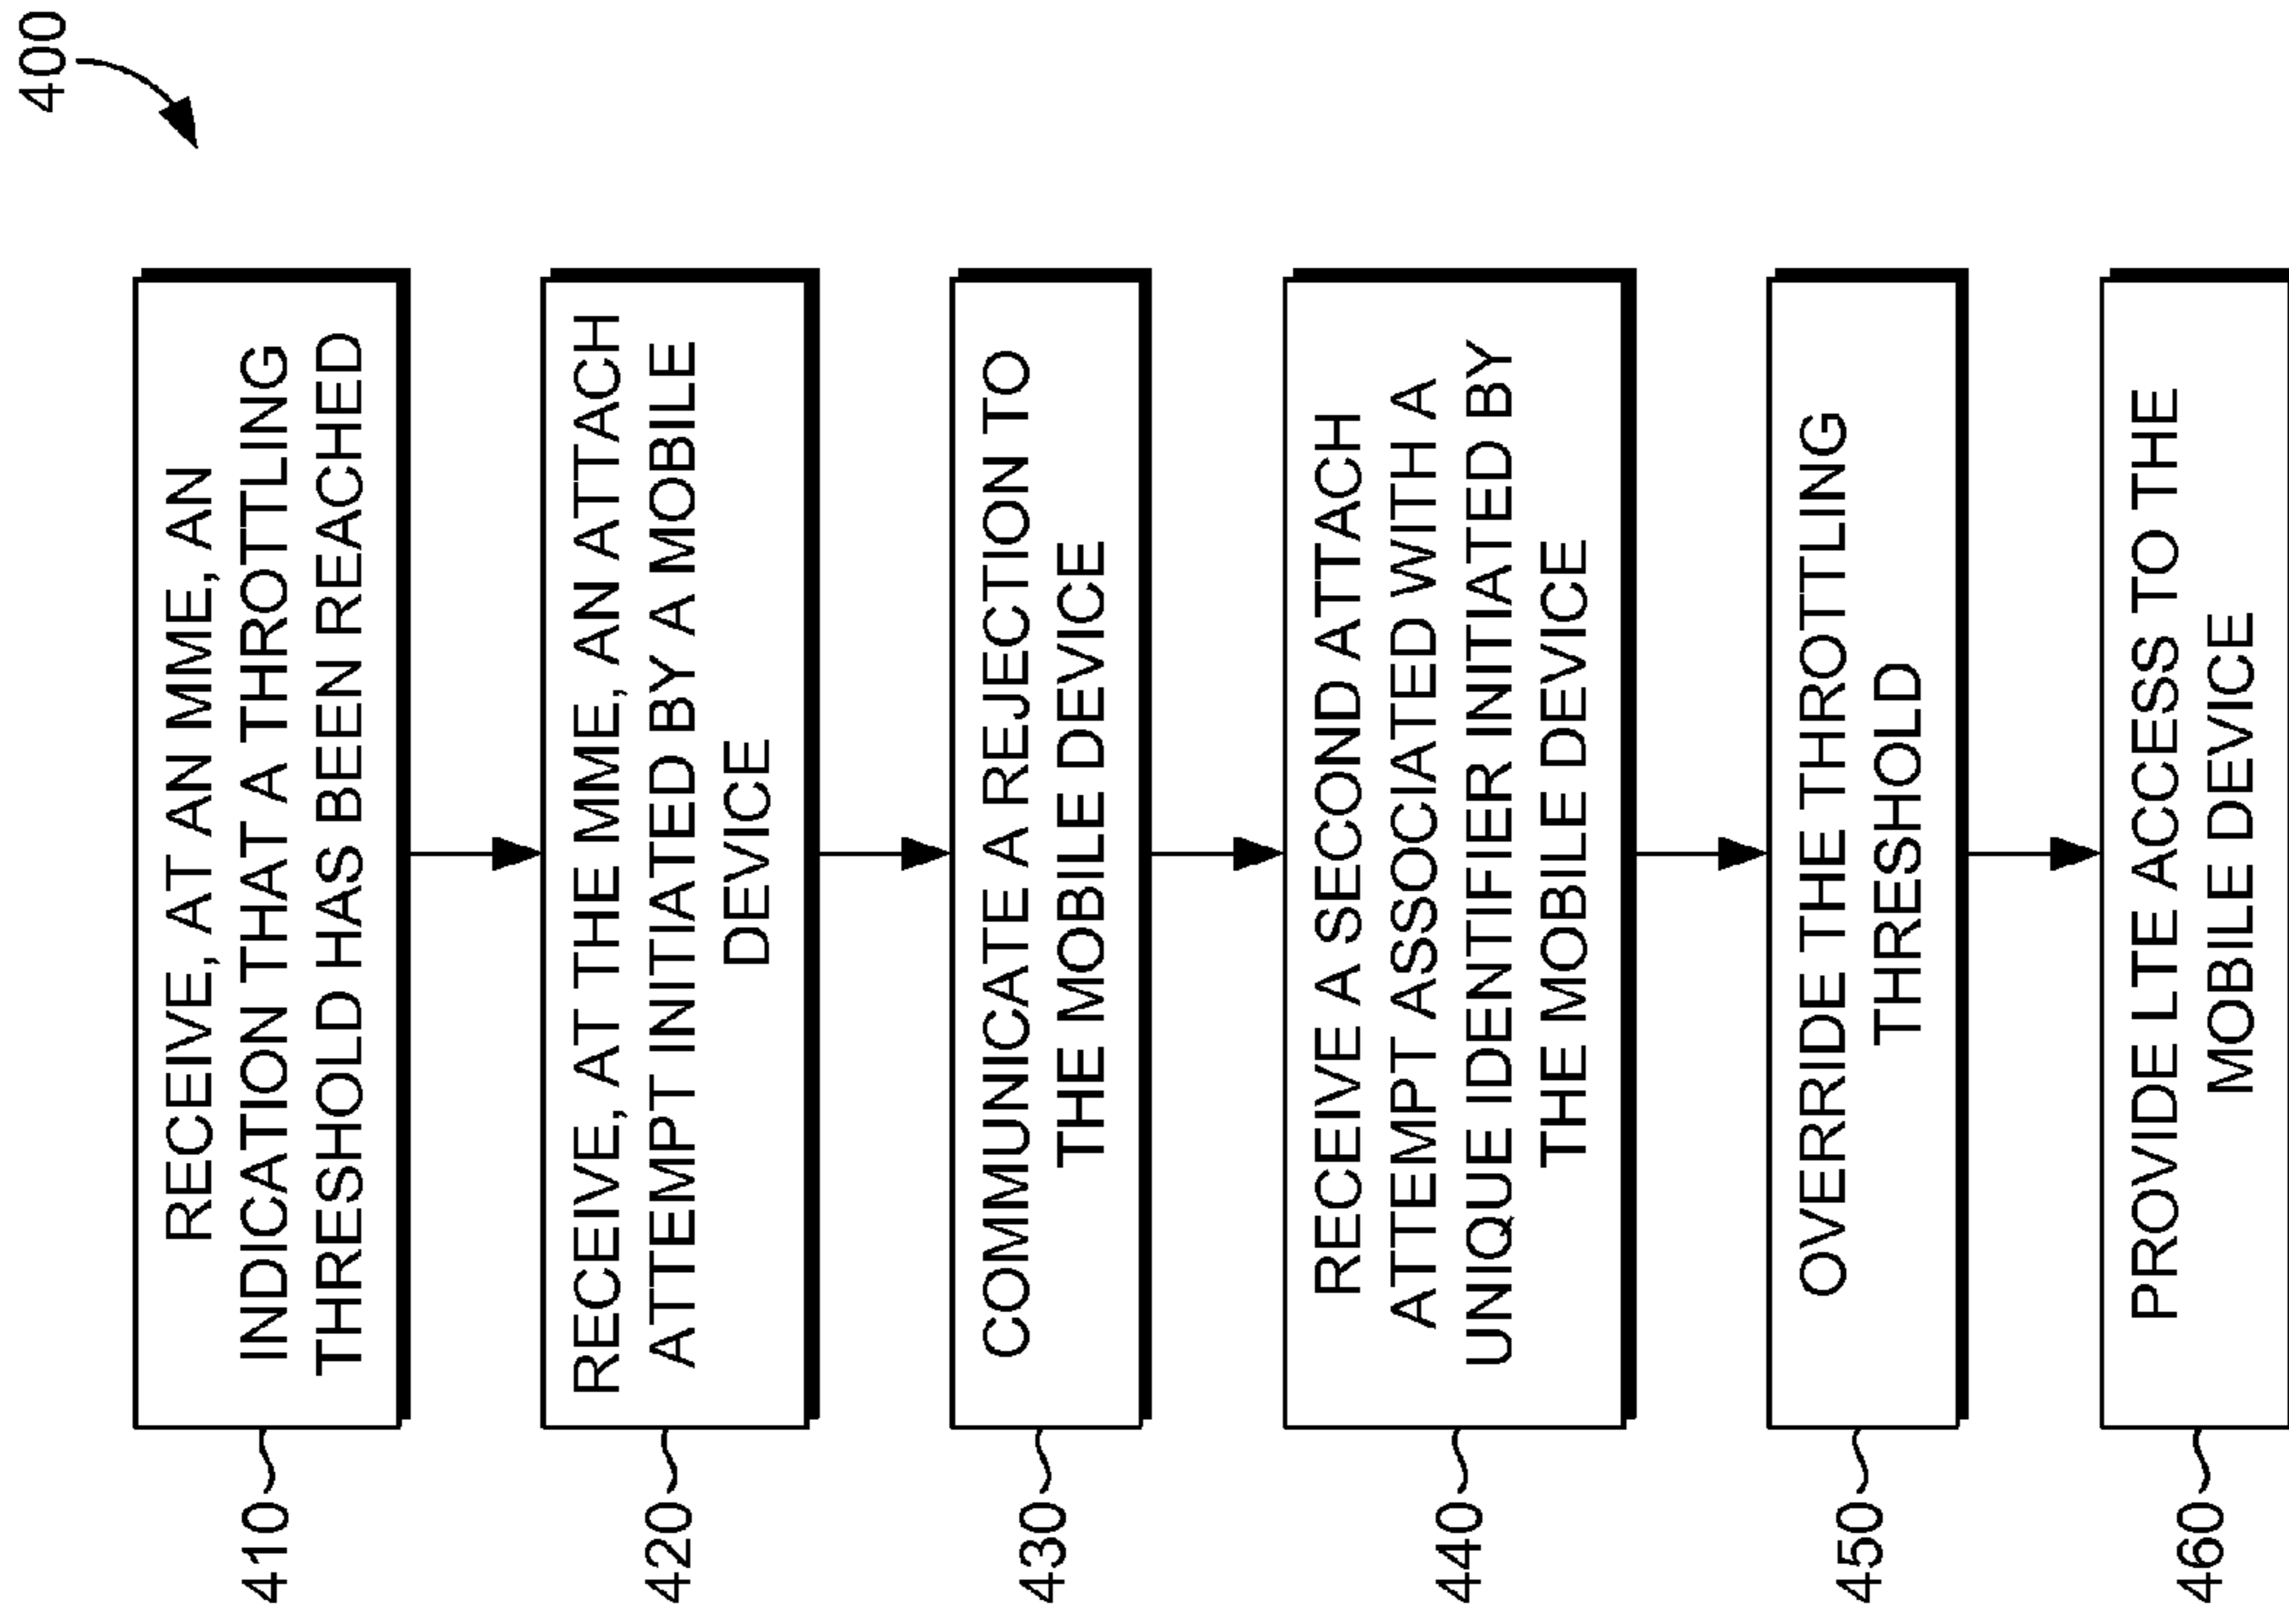 400
410
RECEIVE, AT AN MME, AN
INDICATION THAT A THROTTLING
THRESHOLD HAS BEEN REACHED
420
RECEIVE, AT THE MME, AN ATTACH
ATTEMPT INITIATED BY A MOBILE
DEVICE
430
COMMUNICATE A REJECTION TO
THE MOBILE DEVICE
440
RECEIVE A SECOND ATTACH
ATTEMPT ASSOCIATED WITH A
UNIQUE IDENTIFIER INITIATED BY
THE MOBILE DEVICE
450
OVERRIDE THE THROTTLING
THRESHOLD
460
PROVIDE LTE ACCESS TO THE
MOBILE DEVICE